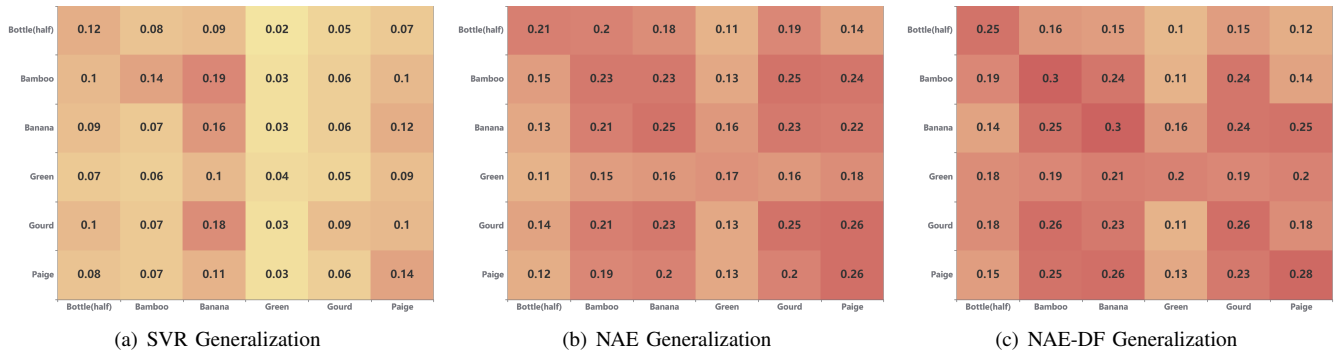 Bottle(half) 0.12 0.08 0.09 0.02 0.05 0.07
Bamboo 0.1 0.14 0.19 0.03 0.06 0.1
Banana 0.09 0.07 0.16 0.03 0.06 0.12
Green 0.07 0.06 0.1 0.04 0.05 0.09
Gourd 0.1 0.07 0.18 0.03 0.09 0.1
Paige 0.08 0.07 0.11 0.03 0.06 0.14
Bottle(half) Bamboo Banana Green Gourd Paige
(a) SVR Generalization
Bottle(half) 0.21 0.2 0.18 0.11 0.19 0.14
Bamboo 0.15 0.23 0.23 0.13 0.25 0.24
Banana 0.13 0.21 0.25 0.16 0.23 0.22
Green 0.11 0.15 0.16 0.17 0.16 0.18
Gourd 0.14 0.21 0.23 0.13 0.25 0.26
Paige 0.12 0.19 0.2 0.13 0.2 0.26
Bottle(half) Bamboo Banana Green Gourd Paige
(b) NAE Generalization
Bottle(half) 0.25 0.16 0.15 0.1 0.15 0.12
Bamboo 0.19 0.3 0.24 0.11 0.24 0.14
Banana 0.14 0.25 0.3 0.16 0.24 0.25
Green 0.18 0.19 0.21 0.2 0.19 0.2
Gourd 0.18 0.26 0.23 0.11 0.26 0.18
Paige 0.15 0.25 0.26 0.13 0.23 0.28
Bottle(half) Bamboo Banana Green Gourd Paige
(c) NAE-DF Generalization